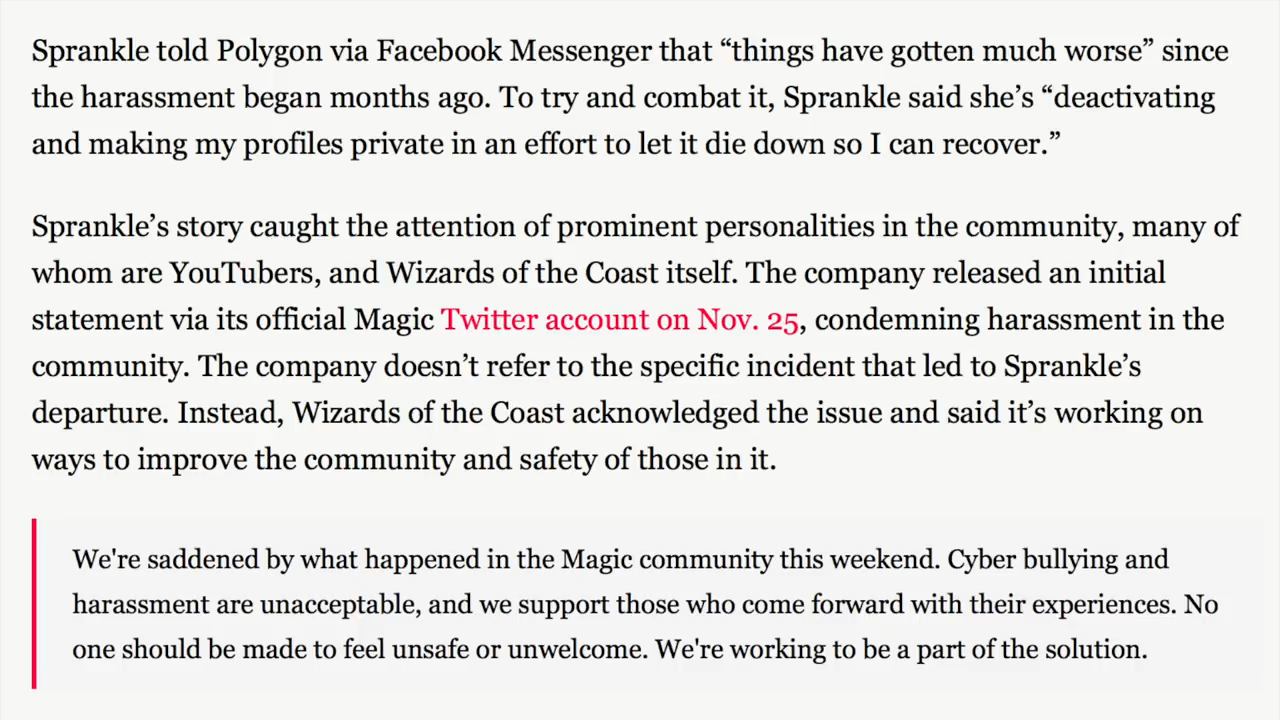 Sprankle told Polygon via Facebook Messenger that “things have gotten much worse” since
the harassment began months ago. To try and combat it, Sprankle said she’s “deactivating
and making my profiles private in an effort to let it die down so I can recover.”
Sprankle’s story caught the attention of prominent personalities in the community, many of
whom are YouTubers, and Wizards of the Coast itself. The company released an initial
statement via its official Magic Twitter account on Nov. 25, condemning harassment in the
community. The company doesn’t refer to the specific incident that led to Sprankle’s
departure. Instead, Wizards of the Coast acknowledged the issue and said it’s working on
ways to improve the community and safety of those in it.
We're saddened by what happened in the Magic community this weekend. Cyber bullying and
harassment are unacceptable, and we support those who come forward with their experiences. No
one should be made to feel unsafe or unwelcome. We're working to be a part of the solution.